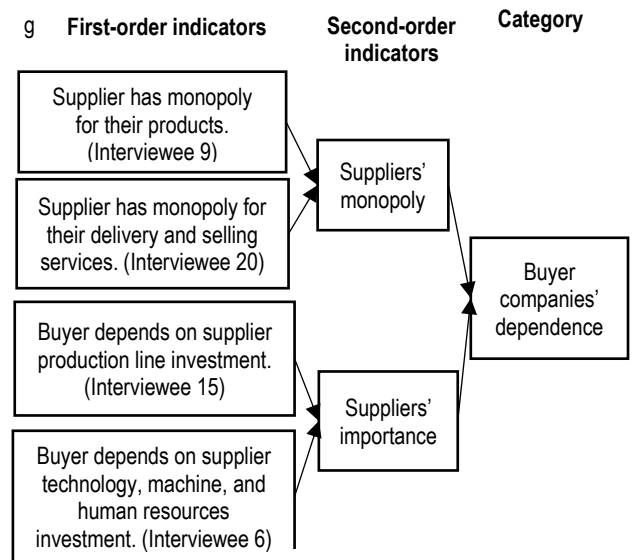 g
First-order indicators
Second-order
indicators
Category
Supplier has monopoly
for their products.
(Interviewee 9)
Supplier has monopoly for
their delivery and selling
services. (Interviewee 20)
Buyer depends on supplier
production line investment.
(Interviewee 15)
Buyer depends on supplier
technology, machine, and
human resources
investment. (Interviewee 6)
Suppliers’
monopoly
Suppliers’
importance
Buyer
companies’
dependence